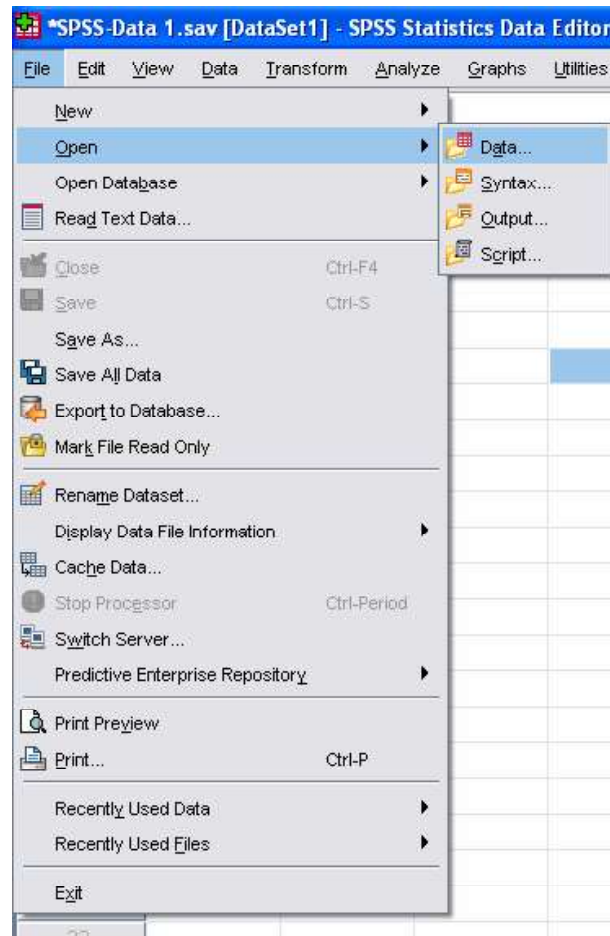 *SPSS-Data 1.sav [DataSet1] - SPSS Statistics Data Editor
File Edit View Data Transform Analyze Graphs Utilities
New
Open
Data...
Open Database
Syntax...
Read Text Data...
Output...
Script...
Close Ctrl-F4
Save Ctrl-S
Save As...
Save All Data
Export to Database...
Mark File Read Only
Rename Dataset...
Display Data File Information
Cache Data...
Stop Processor Ctrl-Period
Switch Server...
Predictive Enterprise Repository
Print Preview
Print... Ctrl-P
Recently Used Data
Recently Used Files
Exit